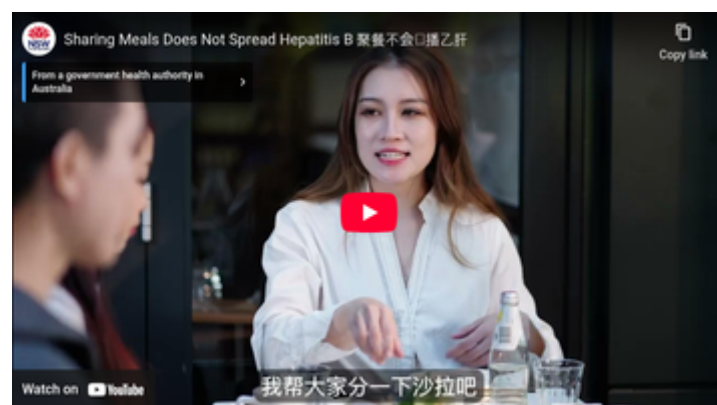 NSW
Sharing Meals Does Not Spread Hepatitis B 聚餐不会□播乙肝
Copy link
From a government health authority in
Australia
Watch on YouTube
我帮大家分一下沙拉吧